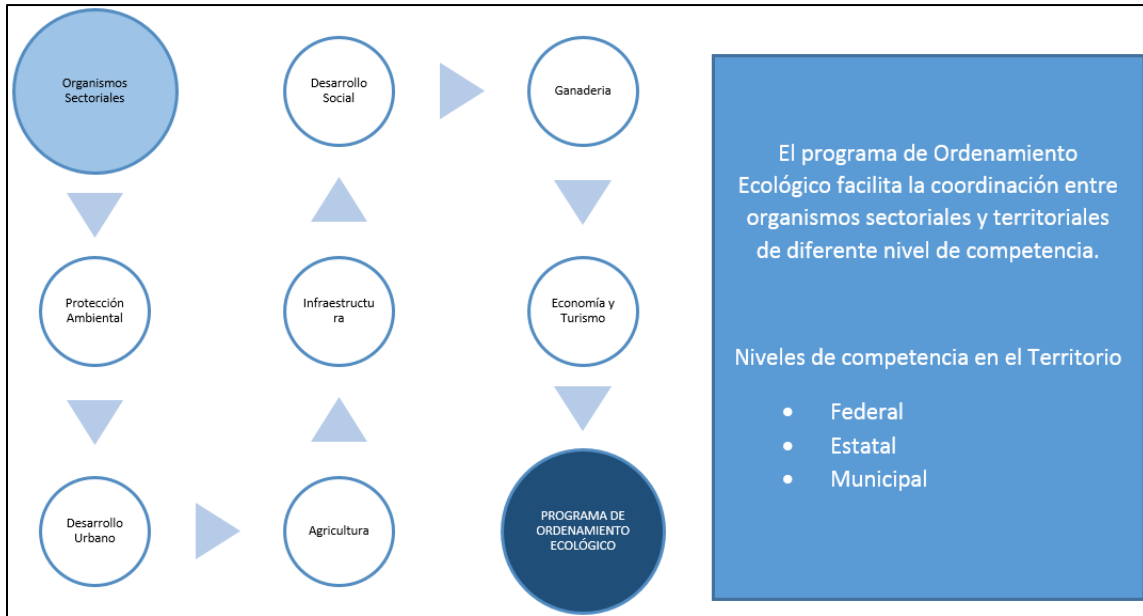 Organismos
Sectoriales
Protección
Ambiental
Desarrollo
Urbano
Agricultura
Infraestructu
ra
Desarrollo
Social
Ganaderia
Economía y
Turismo
PROGRAMA DE
ORDENAMIENTO
ECOLÓGICO
El programa de Ordenamiento
Ecológico facilita la coordinación entre
organismos sectoriales y territoriales
de diferente nivel de competencia.
Niveles de competencia en el Territorio
• Federal
• Estatal
• Municipal